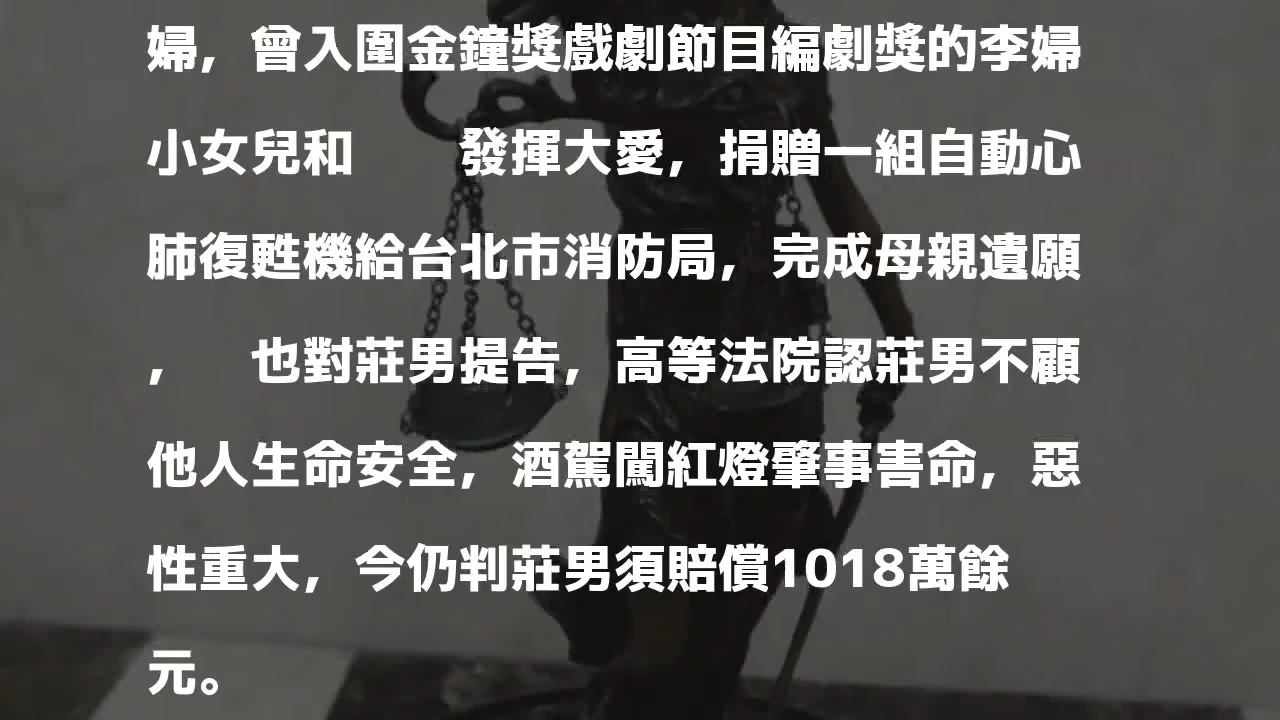 婦，曾入圍金鐘獎戲劇節目編劇獎的李婦
小女兒和　　發揮大愛，捐贈一組自動心
肺復甦機給台北市消防局，完成母親遺願
，　也對莊男提告，高等法院認莊男不顧
他人生命安全，酒駕闖紅燈肇事害命，惡
性重大，今仍判莊男須賠償1018萬餘
元。